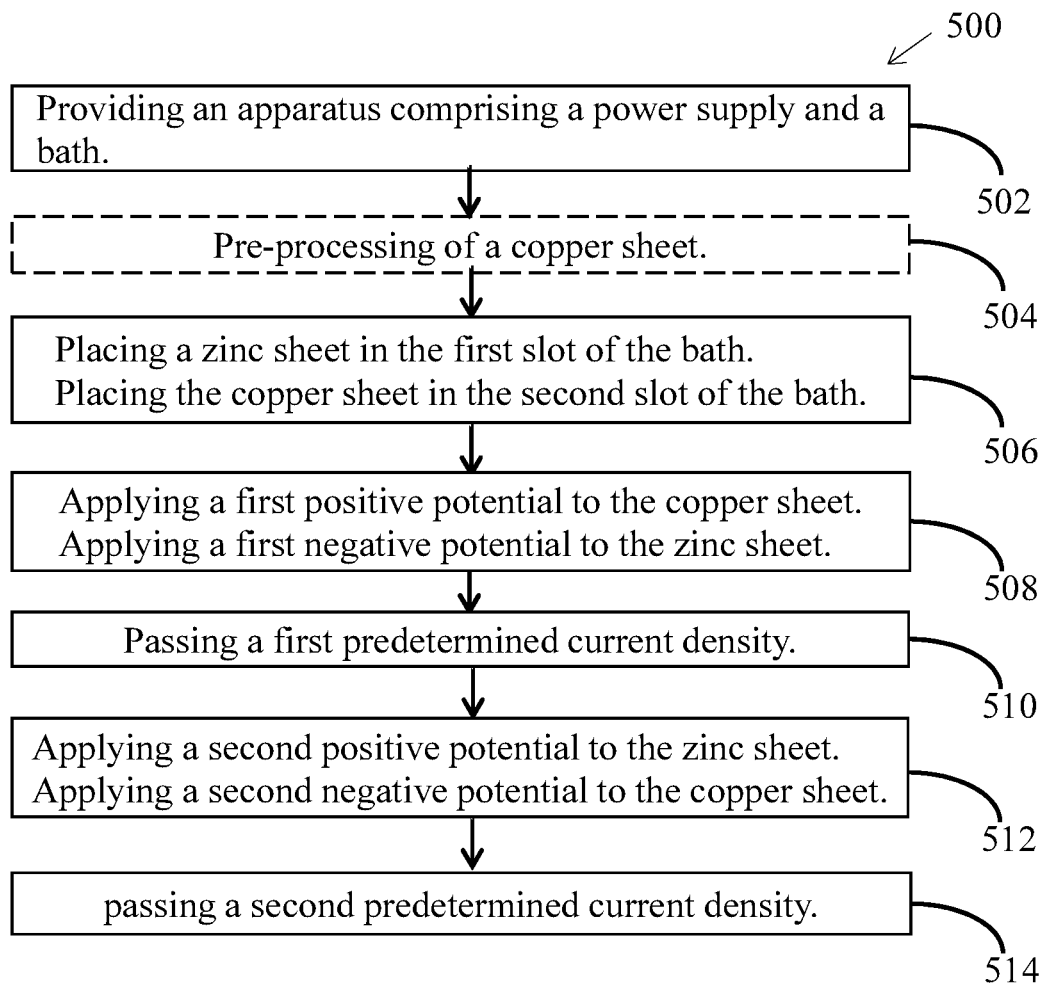 500
Providing an apparatus comprising a power supply and a
bath.
502
Pre-processing of a copper sheet.
504
Placing a zinc sheet in the first slot of the bath.
Placing the copper sheet in the second slot of the bath.
506
Applying a first positive potential to the copper sheet.
Applying a first negative potential to the zinc sheet.
508
Passing a first predetermined current density.
510
Applying a second positive potential to the zinc sheet.
Applying a second negative potential to the copper sheet.
512
passing a second predetermined current density.
514